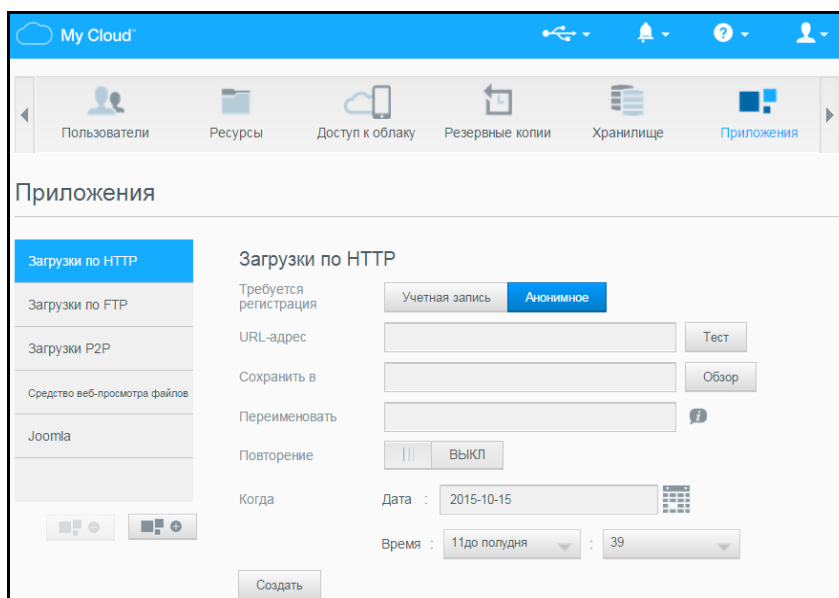 My Cloud™
Пользователи
Ресурсы
Доступ к облаку
Резервные копии
Хранилище
Приложения
Приложения
Загрузки по HTTP
Загрузки по FTP
Загрузки P2P
Средство веб-просмотра файлов
Joomla
Загрузки по HTTP
Требуется
регистрация
Учетная запись
Анонимное
URL-адрес
Тест
Сохранить в
Обзор
Переименовать
Повторение
ВЫКЛ
Когда
Дата :
2015-10-15
Время :
11до полудня
:
39
Создать